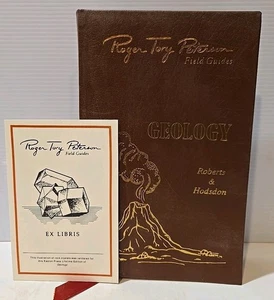 Roger Tory Peterson
Field Guides
GEOLOGY
Roberts
&
Hodsdon
Roger Tory Peterson
Field Guides
EX LIBRIS